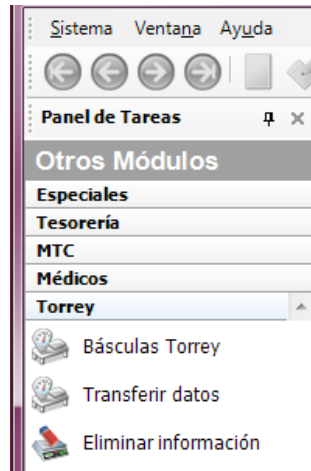 Sistema Ventana Ayuda
Panel de Tareas
Otros Módulos
Especiales
Tesorería
MTC
Médicos
Torrey
Básculas Torrey
Transferir datos
Eliminar información